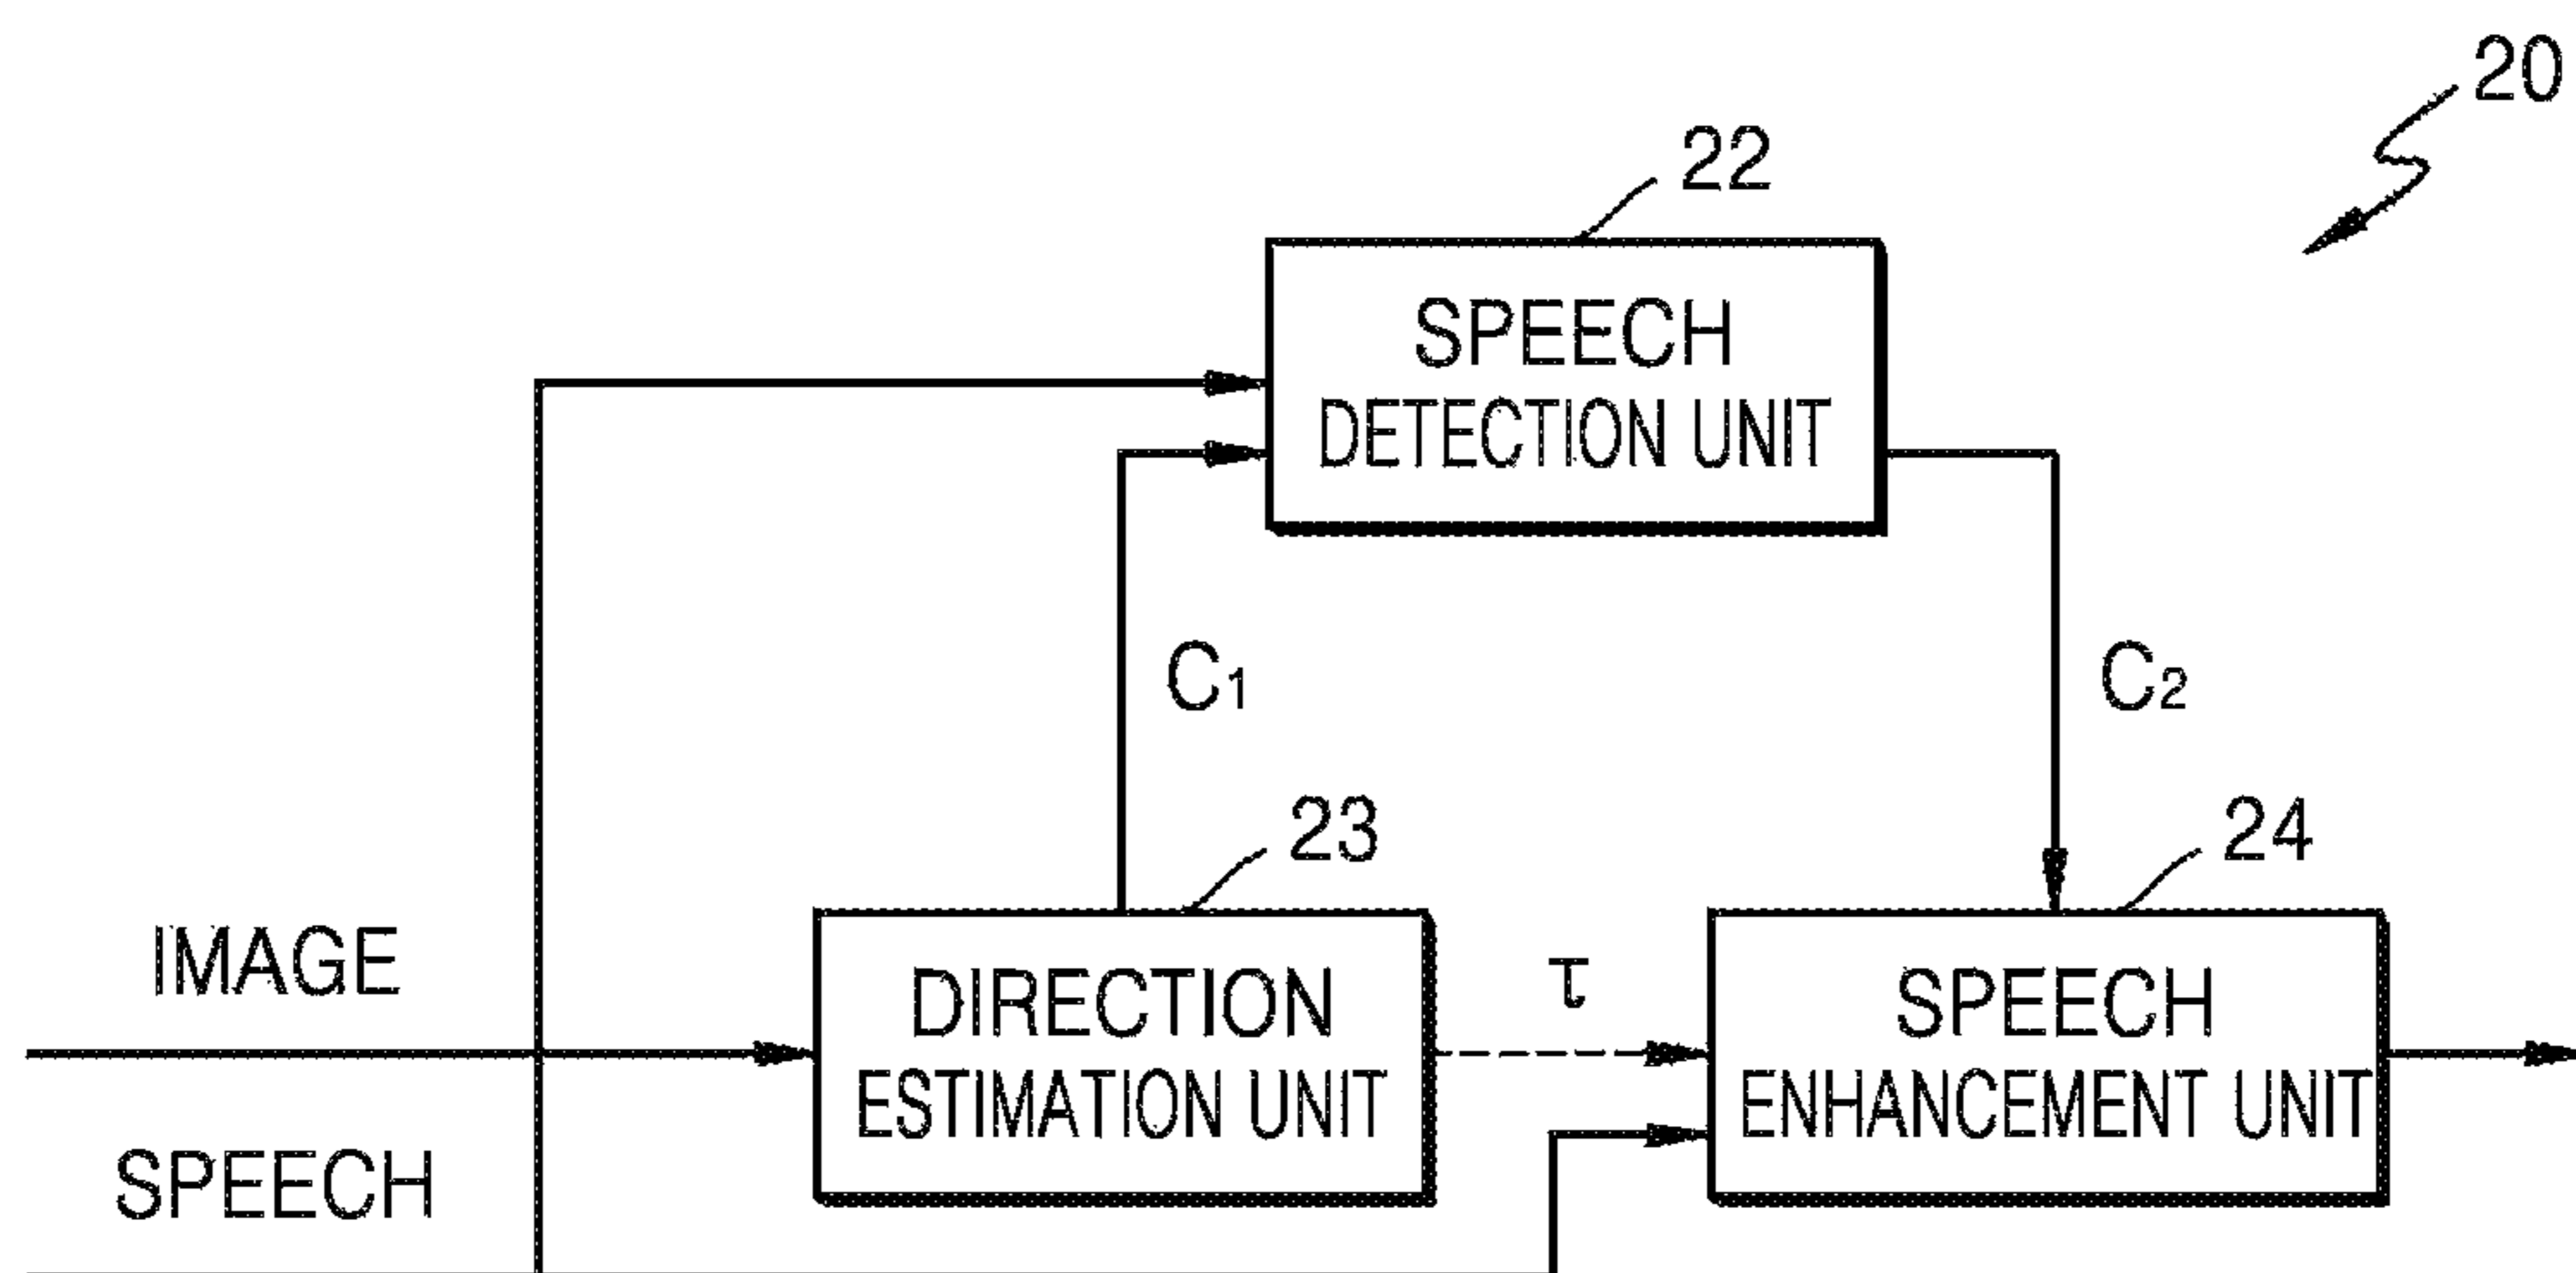 20
22
SPEECH
DETECTION UNIT
C1
C2
23
24
IMAGE
DIRECTION
ESTIMATION UNIT
τ
SPEECH
ENHANCEMENT UNIT
SPEECH